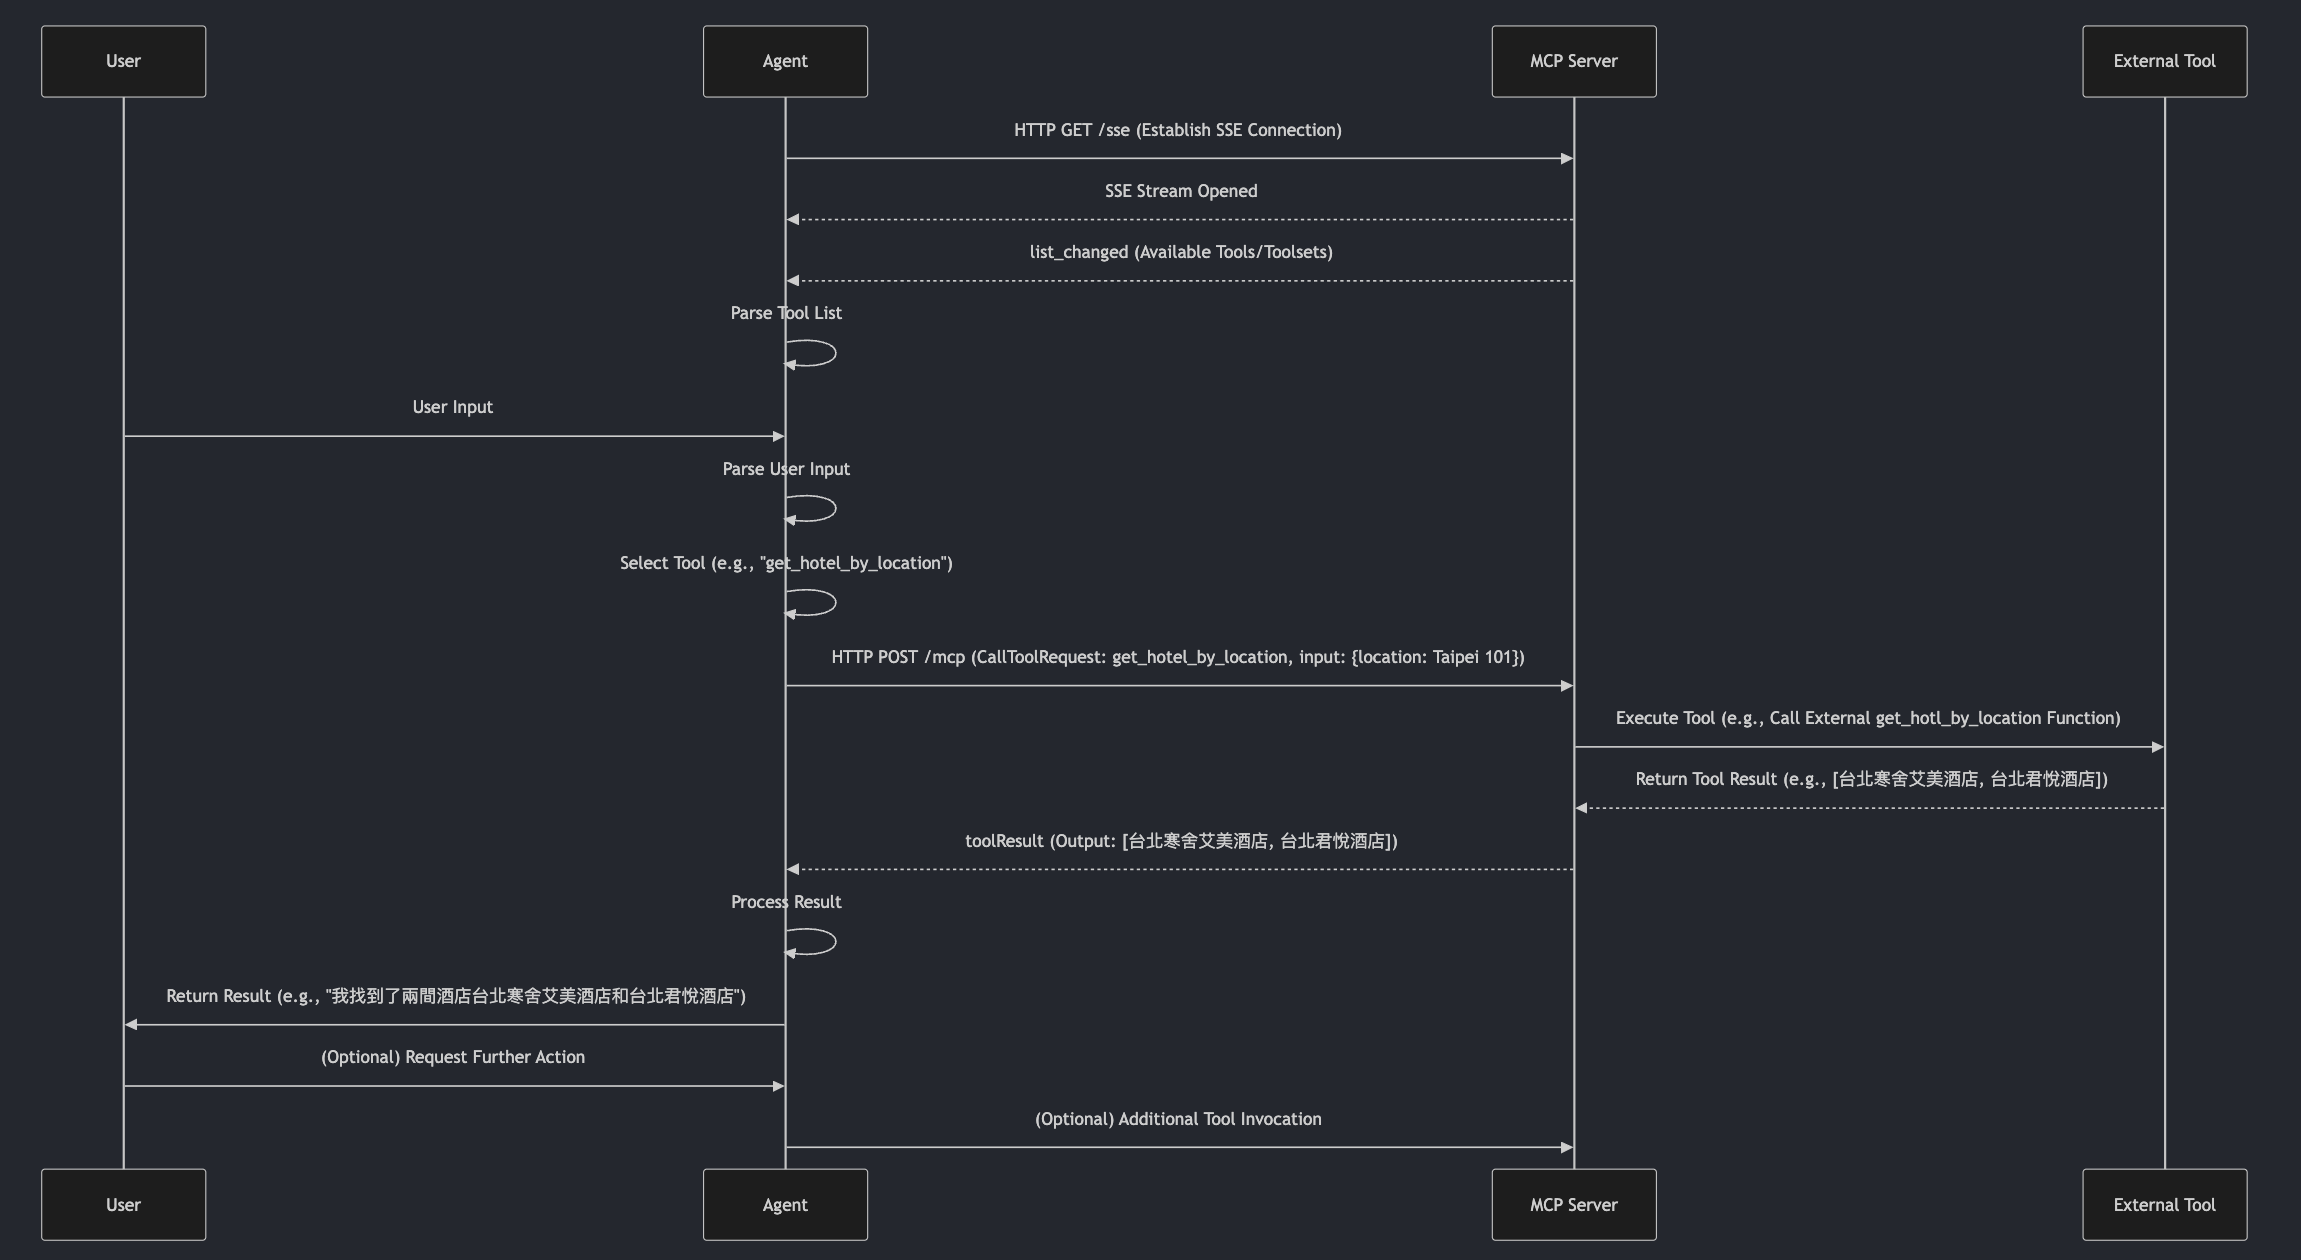 User
Agent
MCP Server
External Tool
HTTP GET /sse (Establish SSE Connection)
SSE Stream Opened
list_changed (Available Tools/Toolsets)
Parse Tool List
User Input
Parse User Input
Select Tool (e.g., "get_hotel_by_location")
HTTP POST /mcp (CallToolRequest: get_hotel_by_location, input: {location: Taipei 101})
Execute Tool (e.g., Call External get_hotl_by_location Function)
Return Tool Result (e.g., [台北寒舍艾美酒店, 台北君悅酒店])
toolResult (Output: [台北寒舍艾美酒店, 台北君悅酒店])
Process Result
Return Result (e.g., "我找到了兩間酒店台北寒舍艾美酒店和台北君悅酒店")
(Optional) Request Further Action
(Optional) Additional Tool Invocation
User
Agent
MCP Server
External Tool